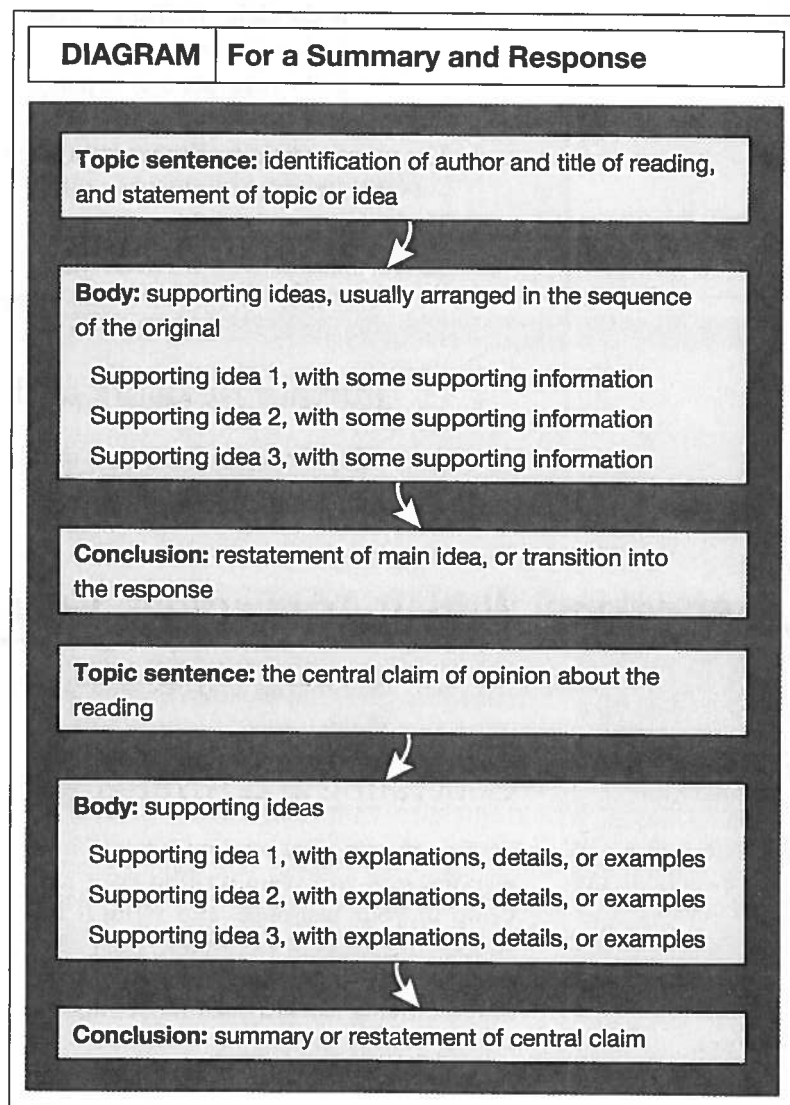 DIAGRAM For a Summary and Response
Topic sentence: identification of author and title of reading,
and statement of topic or idea
Body: supporting ideas, usually arranged in the sequence
of the original
Supporting idea 1, with some supporting information
Supporting idea 2, with some supporting information
Supporting idea 3, with some supporting information
Conclusion: restatement of main idea, or transition into
the response
Topic sentence: the central claim of opinion about the
reading
Body: supporting ideas
Supporting idea 1, with explanations, details, or examples
Supporting idea 2, with explanations, details, or examples
Supporting idea 3, with explanations, details, or examples
Conclusion: summary or restatement of central claim